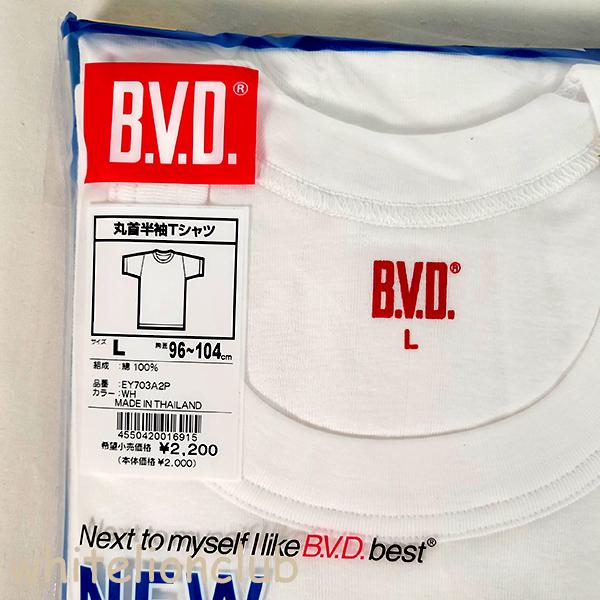 B.V.D.®
丸首半袖Tシャツ
サイズ L 胸囲 96~104cm
組成 :綿 100%
品番 :EY703A2P
カラー :WH
MADE IN THAILAND
4550420016915
希望小売価格 ¥2,200
(本体価格 ¥2,000)
B.V.D.®
L
Next to myself I like B.V.D. best®
whitelionclub
NEW